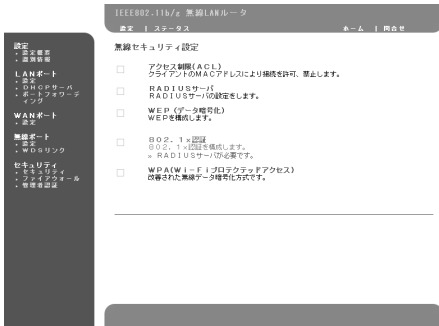 IEEE802.11b/g 無線LANルータ
設定 | ステータス
ホーム | 問合せ
設定
・設定概要
・識別情報
LANポート
・設定
・DHCPサーバ
・ポートフォワーディング
WANポート
・設定
無線ポート
・設定
・WDSリンク
セキュリティ
・セキュリティ
・ファイアウォール
・管理者認証
無線セキュリティ設定
アクセス制限(ACL)
クライアントのMACアドレスにより接続を許可、禁止します。
RADIUSサーバ
RADIUSサーバの設定をします。
WEP (データ暗号化)
WEPを構成します。
802.1x認証
802.1x認証を構成します。
» RADIUSサーバが必要です。
WPA(Wi-Fiプロテクテッドアクセス)
改善された無線データ暗号化方式です。